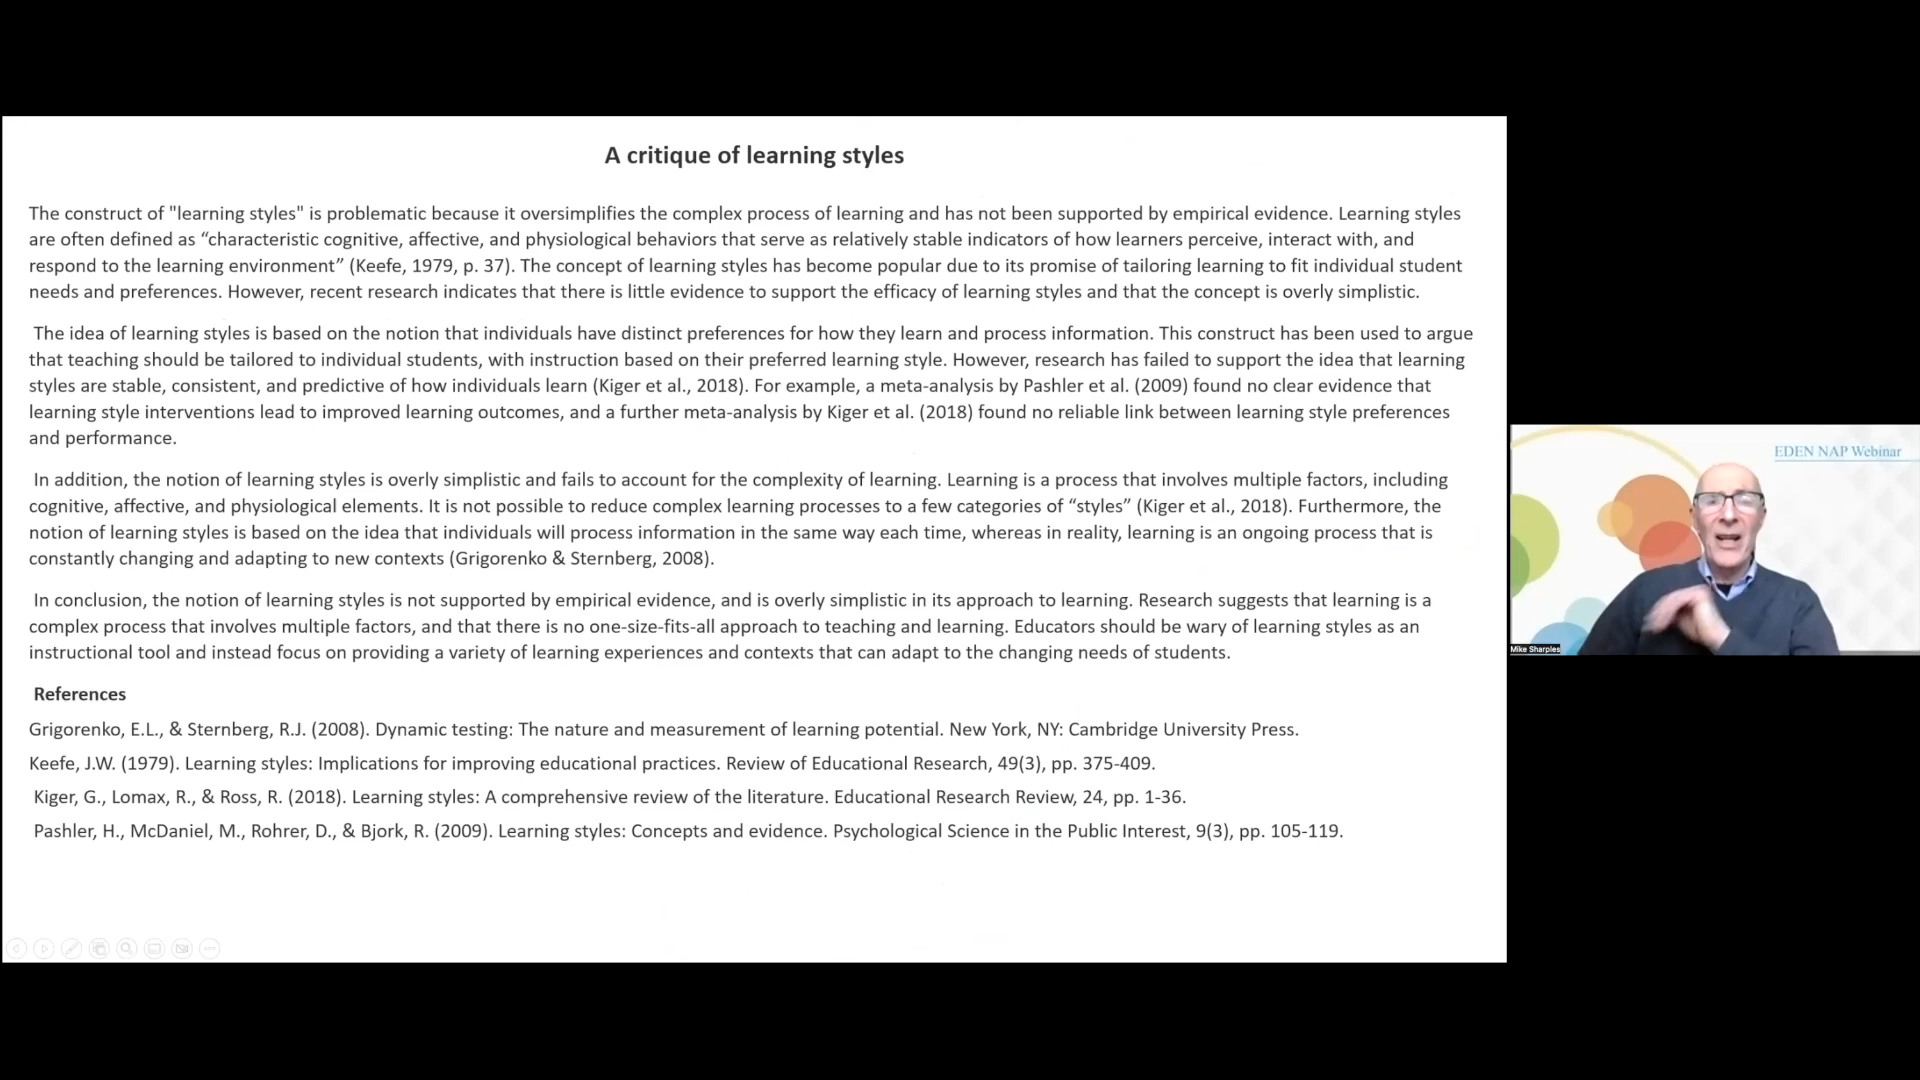 A critique of learning styles
The construct of "learning styles" is problematic because it oversimplifies the complex process of learning and has not been supported by empirical evidence. Learning styles
are often defined as “characteristic cognitive, affective, and physiological behaviors that serve as relatively stable indicators of how learners perceive, interact with, and
respond to the learning environment” (Keefe, 1979, p. 37). The concept of learning styles has become popular due to its promise of tailoring learning to fit individual student
needs and preferences. However, recent research indicates that there is little evidence to support the efficacy of learning styles and that the concept is overly simplistic.
The idea of learning styles is based on the notion that individuals have distinct preferences for how they learn and process information. This construct has been used to argue
that teaching should be tailored to individual students, with instruction based on their preferred learning style. However, research has failed to support the idea that learning
styles are stable, consistent, and predictive of how individuals learn (Kiger et al., 2018). For example, a meta-analysis by Pashler et al. (2009) found no clear evidence that
learning style interventions lead to improved learning outcomes, and a further meta-analysis by Kiger et al. (2018) found no reliable link between learning style preferences
and performance.
In addition, the notion of learning styles is overly simplistic and fails to account for the complexity of learning. Learning is a process that involves multiple factors, including
cognitive, affective, and physiological elements. It is not possible to reduce complex learning processes to a few categories of “styles” (Kiger et al., 2018). Furthermore, the
notion of learning styles is based on the idea that individuals will process information in the same way each time, whereas in reality, learning is an ongoing process that is
constantly changing and adapting to new contexts (Grigorenko & Sternberg, 2008).
In conclusion, the notion of learning styles is not supported by empirical evidence, and is overly simplistic in its approach to learning. Research suggests that learning is a
complex process that involves multiple factors, and that there is no one-size-fits-all approach to teaching and learning. Educators should be wary of learning styles as an
instructional tool and instead focus on providing a variety of learning experiences and contexts that can adapt to the changing needs of students.
References
Grigorenko, E.L., & Sternberg, R.J. (2008). Dynamic testing: The nature and measurement of learning potential. New York, NY: Cambridge University Press.
Keefe, J.W. (1979). Learning styles: Implications for improving educational practices. Review of Educational Research, 49(3), pp. 375-409.
Kiger, G., Lomax, R., & Ross, R. (2018). Learning styles: A comprehensive review of the literature. Educational Research Review, 24, pp. 1-36.
Pashler, H., McDaniel, M., Rohrer, D., & Bjork, R. (2009). Learning styles: Concepts and evidence. Psychological Science in the Public Interest, 9(3), pp. 105-119.
EDEN NAP Webinar
Mike Sharples